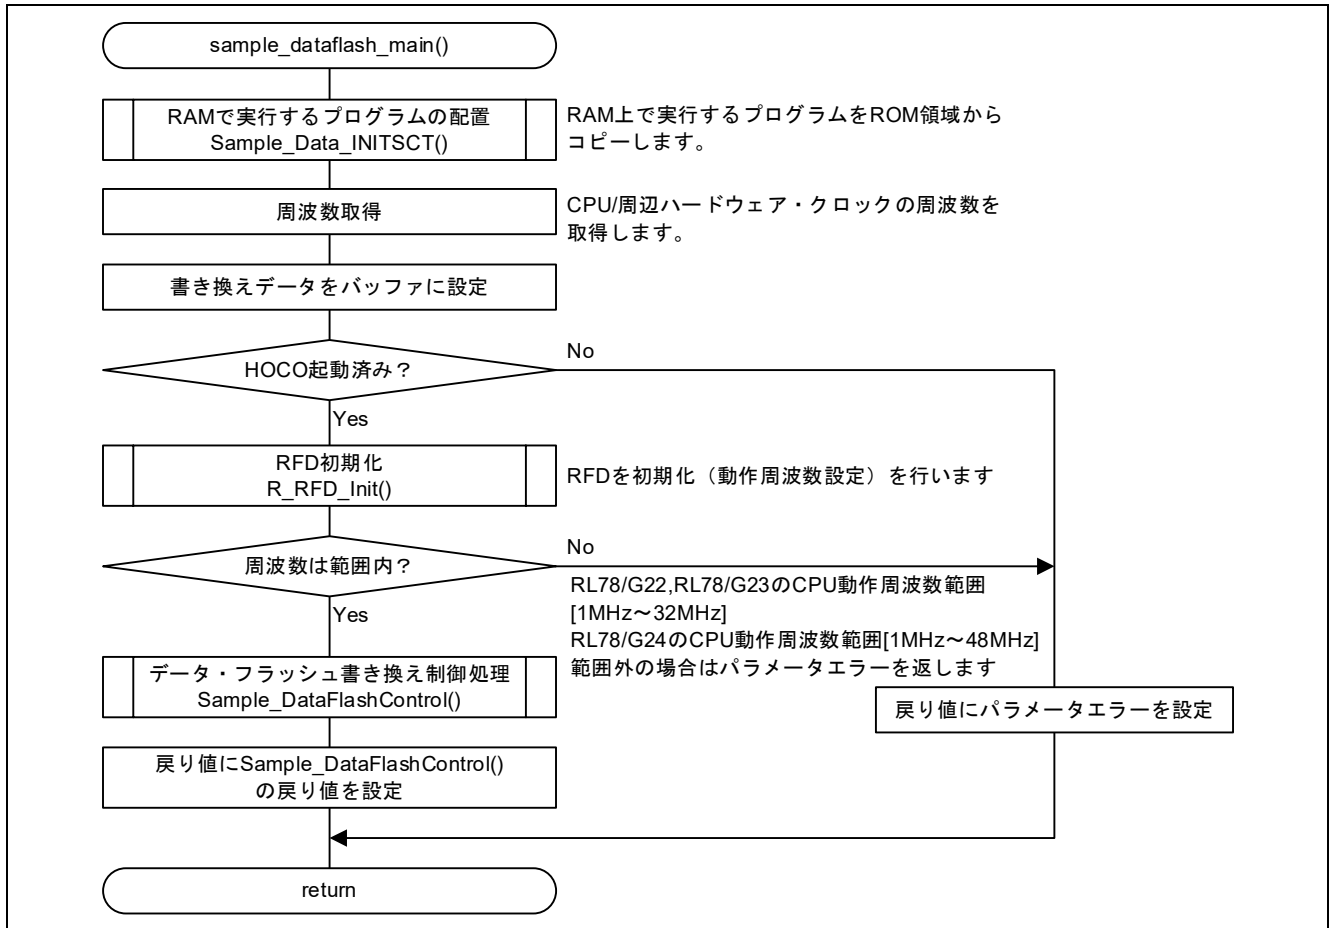 sample_dataflash_main()
RAMで実行するプログラムの配置
Sample_Data_INITSCT()
RAM上で実行するプログラムをROM領域から
コピーします。
周波数取得
CPU/周辺ハードウェア・クロックの周波数を
取得します。
書き換えデータをバッファに設定
HOCO起動済み？
No
Yes
RFD初期化
R_RFD_Init()
RFDを初期化（動作周波数設定）を行います
周波数は範囲内？
No
RL78/G22,RL78/G23のCPU動作周波数範囲
[1MHz～32MHz]
RL78/G24のCPU動作周波数範囲[1MHz～48MHz]
範囲外の場合はパラメータエラーを返します
Yes
データ・フラッシュ書き換え制御処理
Sample_DataFlashControl()
戻り値にパラメータエラーを設定
戻り値にSample_DataFlashControl()
の戻り値を設定
return